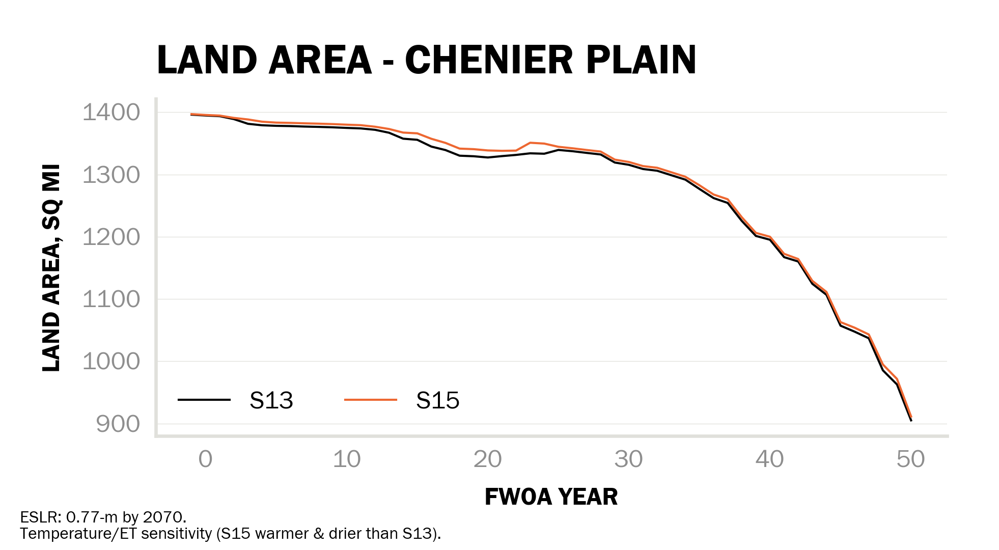 LAND AREA - CHENIER PLAIN
LAND AREA, SQ MI
1400
1300
1200
1100
1000
900
S13
S15
0
10
20
30
40
50
FWOA YEAR
ESLR: 0.77-m by 2070.
Temperature/ET sensitivity (S15 warmer & drier than S13).